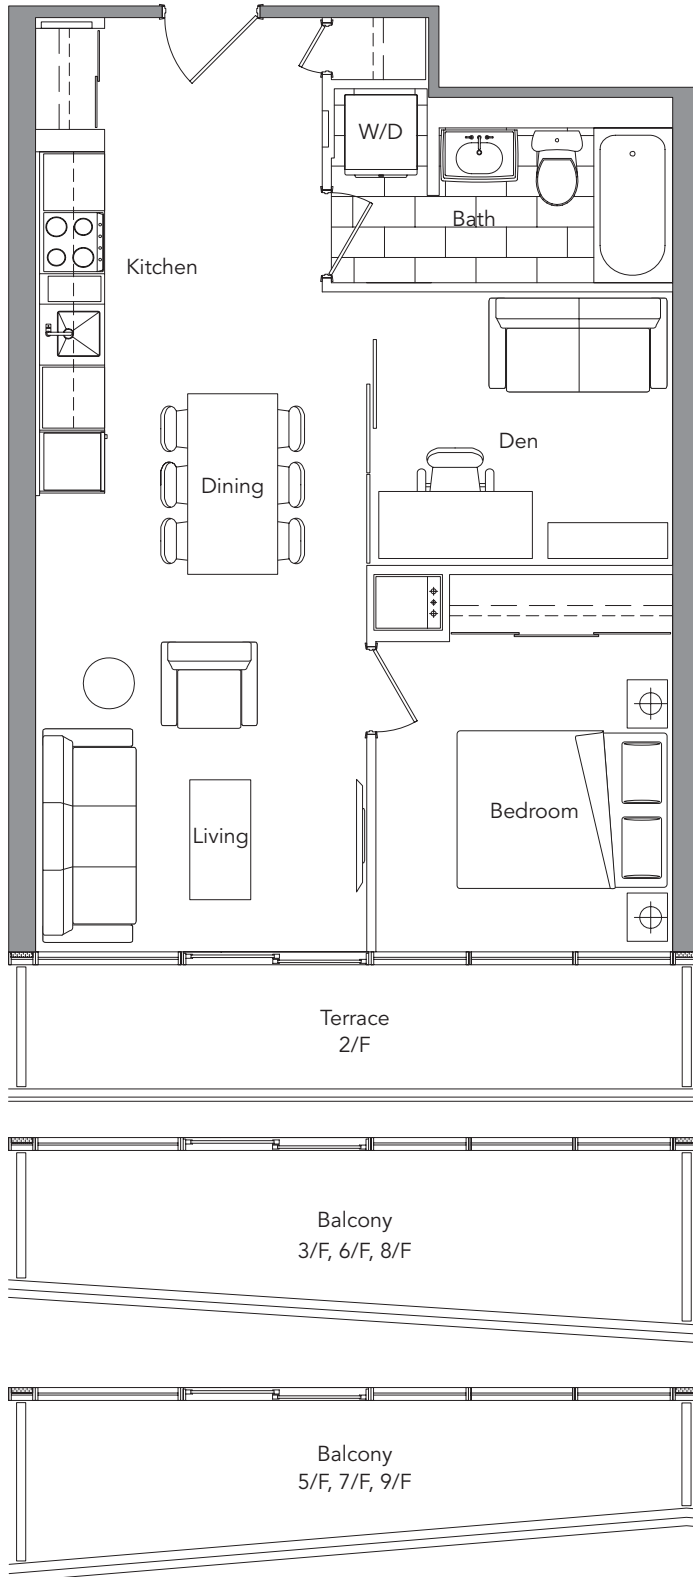 W/D
Bath
Kitchen
Den
Dining
Bedroom
Living
Terrace
2/F
Balcony
3/F, 6/F, 8/F
Balcony
5/F, 7/F, 9/F